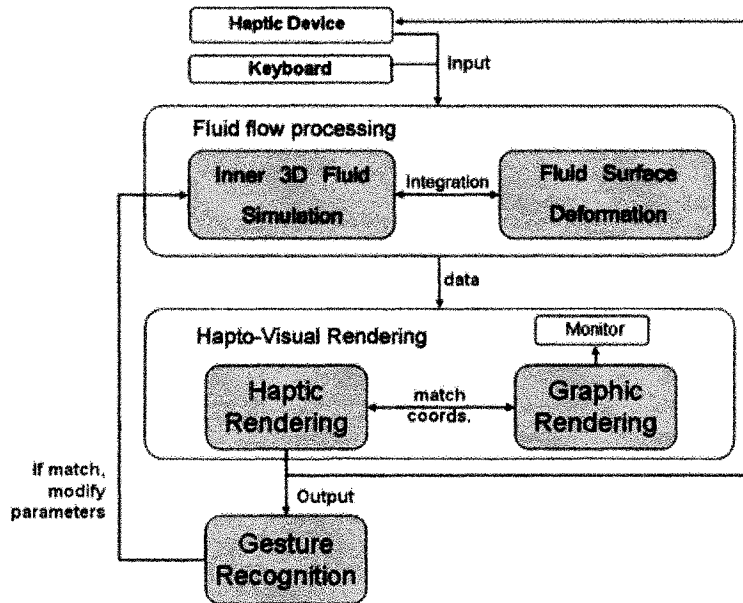 Haptic Device
Keyboard
Input
Fluid flow processing
Inner 3D Fluid
Simulation
Integration
Fluid Surface
Deformation
data
Hapto-Visual Rendering
Monitor
Haptic
Rendering
match
coords.
Graphic
Rendering
If match,
modify
parameters
Output
Gesture
Recognition